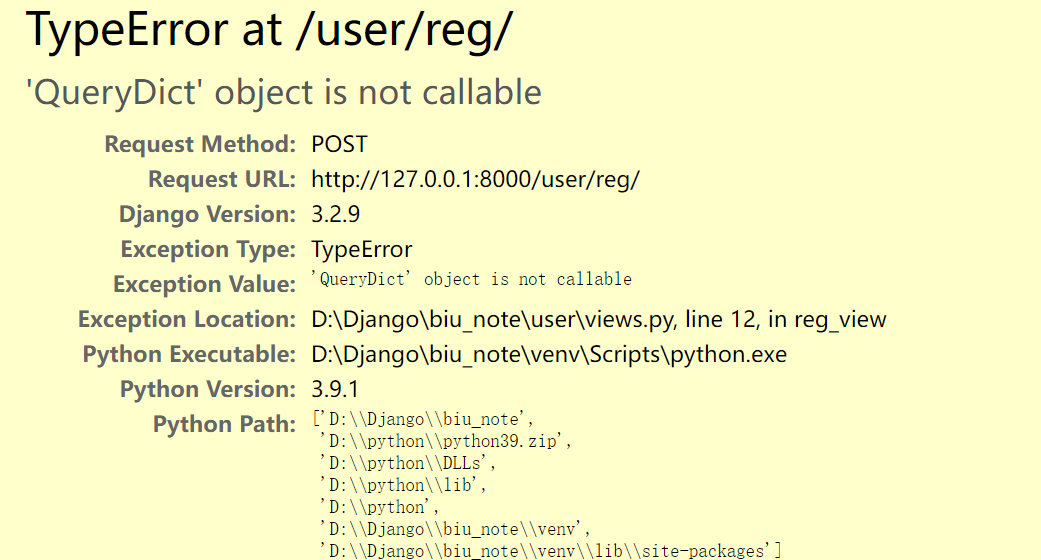 TypeError at /user/reg/
'QueryDict' object is not callable
Request Method: POST
Request URL: http://127.0.0.1:8000/user/reg/
Django Version: 3.2.9
Exception Type: TypeError
Exception Value: 'QueryDict' object is not callable
Exception Location: D:\Django\biu_note\user\views.py, line 12, in reg_view
Python Executable: D:\Django\biu_note\venv\Scripts\python.exe
Python Version: 3.9.1
Python Path: ['D:\\Django\\biu_note',
'D:\\python\\python39.zip',
'D:\\python\\DLLs',
'D:\\python\\lib',
'D:\\python',
'D:\\Django\\biu_note\\venv',
'D:\\Django\\biu_note\\venv\\lib\\site-packages']